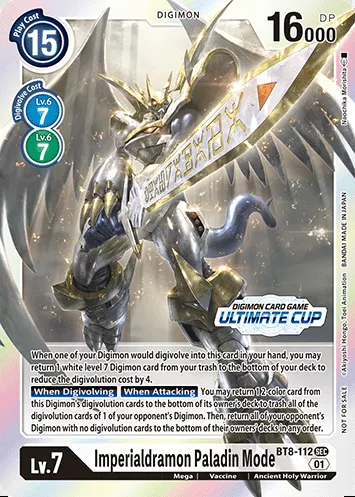 DIGIMON
Play Cost
15
16000 DP
Digivolve Cost
Lv.6
7
Lv.6
7
Naochika Morishita
DIGIMON CARD GAME
ULTIMATE CUP
NOT FOR SALE
©Akiyoshi Hongo, Toei Animation
BANDAI MADE IN JAPAN
When one of your Digimon would digivolve into this card in your hand, you may
return 1 white level 7 Digimon card from your trash to the bottom of your deck to
reduce the digivolution cost by 4.
When Digivolving When Attacking You may return 1 2-color card from
this Digimon's digivolution cards to the bottom of its owner's deck to trash all of the
digivolution cards of 1 of your opponent's Digimon. Then, return all of your opponent's
Digimon with no digivolution cards to the bottom of their owners' decks in any order.
BT8-112 SEC
Lv.7
Imperialdramon Paladin Mode
01
Mega
Vaccine
Ancient Holy Warrior